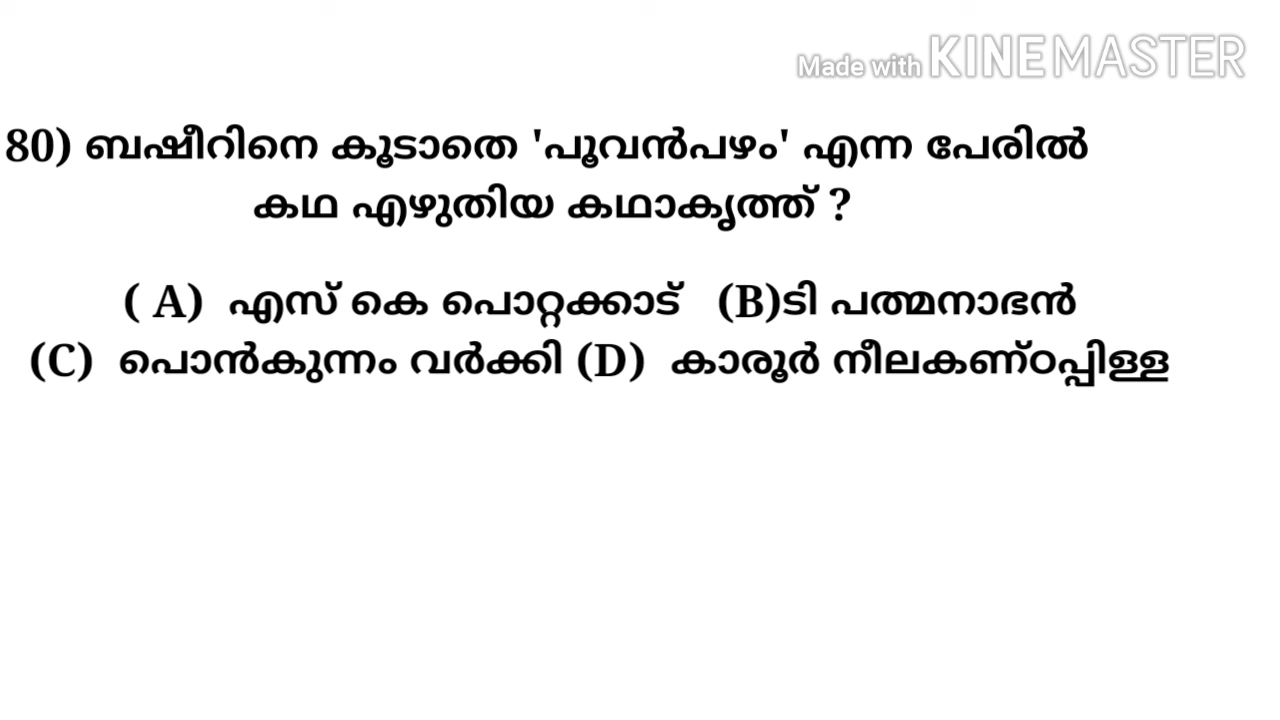 Made with KINEMASTER
80) ബഷീറിനെ കൂടാതെ 'പൂവൻപഴം' എന്ന പേരിൽ
കഥ എഴുതിയ കഥാകൃത്ത് ?
( A) എസ് കെ പൊറ്റക്കാട് (B)ടി പത്മനാഭൻ
(C) പൊൻകുന്നം വർക്കി (D) കാരൂർ നീലകണ്ഠപ്പിള്ള